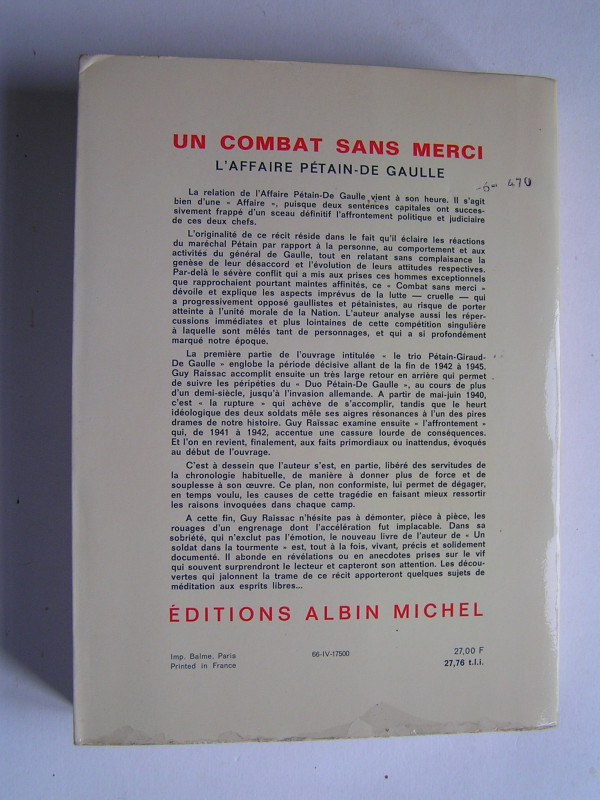 UN COMBAT SANS MERCI
L'AFFAIRE PÉTAIN-DE GAULLE
-6- 470
La relation de l'Affaire Pétain-De Gaulle vient à son heure. Il s'agit
bien d'une « Affaire », puisque deux sentences capitales ont succes-
sivement frappé d'un sceau définitif l'affrontement politique et judiciaire
de ces deux chefs.
L'originalité de ce récit réside dans le fait qu'il éclaire les réactions
du maréchal Pétain par rapport à la personne, au comportement et aux
activités du général de Gaulle, tout en relatant sans complaisance la
genèse de leur désaccord et l'évolution de leurs attitudes respectives.
Par-delà le sévère conflit qui a mis aux prises ces hommes exceptionnels
que rapprochaient pourtant maintes affinités, ce « Combat sans merci »
dévoile et explique les aspects imprévus de la lutte — cruelle — qui
a progressivement opposé gaullistes et pétainistes, au risque de porter
atteinte à l'unité morale de la Nation. L'auteur analyse aussi les réper-
cussions immédiates et plus lointaines de cette compétition singulière
à laquelle sont mêlés tant de personnages, et qui a si profondément
marqué notre époque.
La première partie de l'ouvrage intitulée « le trio Pétain-Giraud-
De Gaulle » englobe la période décisive allant de la fin de 1942 à 1945.
Guy Raïssac accomplit ensuite un très large retour en arrière qui permet
de suivre les péripéties du « Duo Pétain-De Gaulle », au cours de plus
d'un demi-siècle, jusqu'à l'invasion allemande. A partir de mai-juin 1940,
c'est « la rupture » qui achève de s'accomplir, tandis que le heurt
idéologique des deux soldats mêle ses aigres résonances à l'un des pires
drames de notre histoire. Guy Raïssac examine ensuite « l'affrontement »
qui, de 1941 à 1942, accentue une cassure lourde de conséquences.
Et l'on en revient, finalement, aux faits primordiaux ou inattendus, évoqués
au début de l'ouvrage.
C'est à dessein que l'auteur s'est, en partie, libéré des servitudes de
la chronologie habituelle, de manière à donner plus de force et de
souplesse à son œuvre. Ce plan, non conformiste, lui permet de dégager,
en temps voulu, les causes de cette tragédie en faisant mieux ressortir
les raisons invoquées dans chaque camp.
A cette fin, Guy Raïssac n'hésite pas à démonter, pièce à pièce, les
rouages d'un engrenage dont l'accélération fut implacable. Dans sa
sobriété, qui n'exclut pas l'émotion, le nouveau livre de l'auteur de « Un
soldat dans la tourmente » est, tout à la fois, vivant, précis et solidement
documenté. Il abonde en révélations ou en anecdotes prises sur le vif
qui souvent surprendront le lecteur et capteront son attention. Les décou-
vertes qui jalonnent la trame de ce récit apporteront quelques sujets de
méditation aux esprits libres...
ÉDITIONS ALBIN MICHEL
Imp. Balme, Paris 66-IV-17500 27,00 F
Printed in France 27,76 t.l.i.